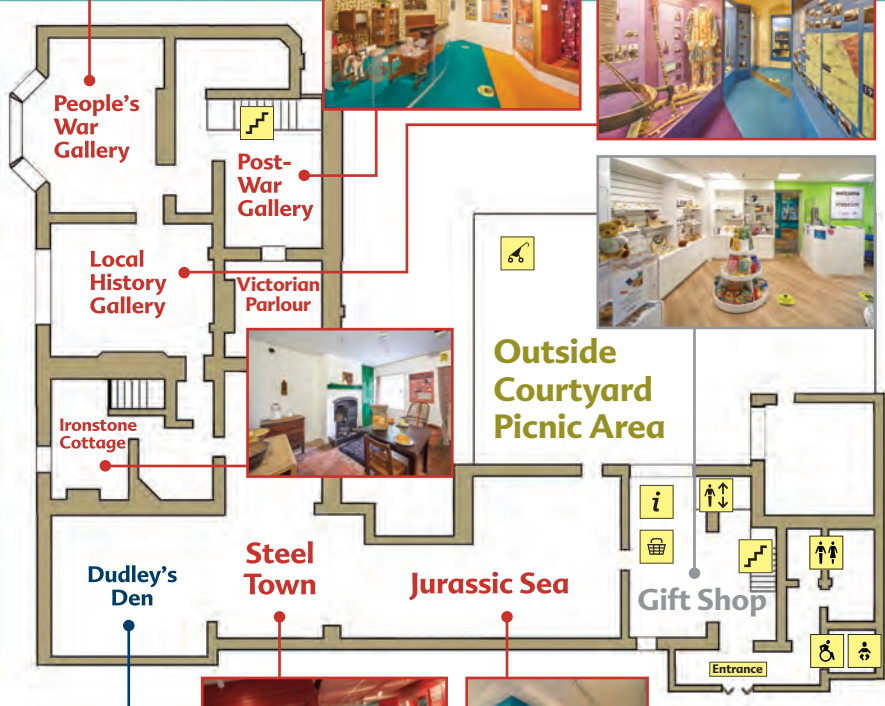 People's
War
Gallery
Post-
War
Gallery
Local
History
Gallery
Victorian
Parlour
Outside
Courtyard
Picnic Area
Ironstone
Cottage
i
Dudley's
Den
Steel
Town
Jurassic Sea
Gift Shop
Entrance
welcome